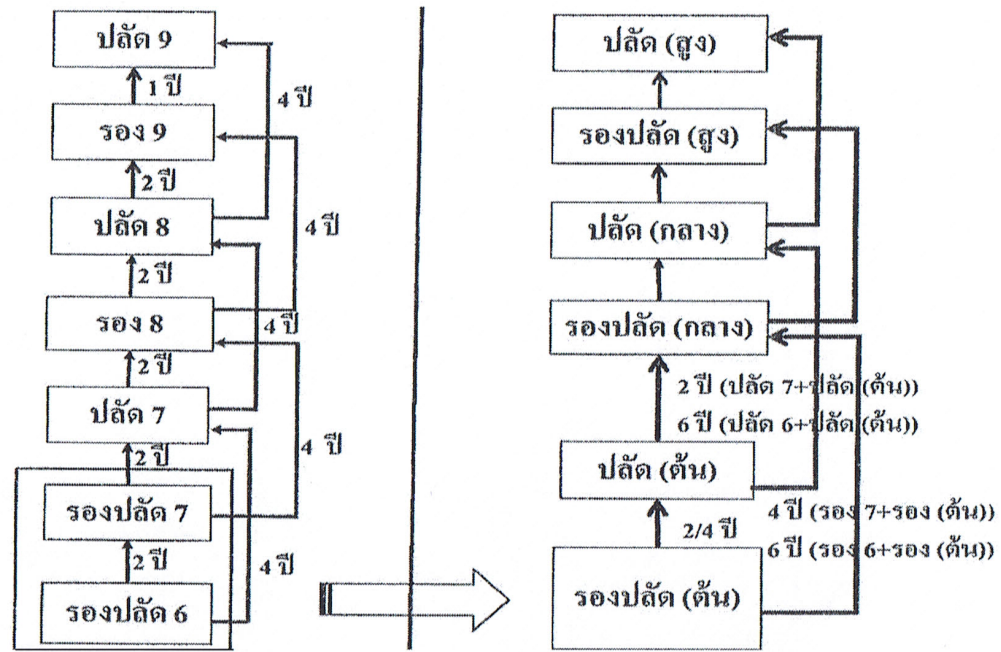 ปลัด 9
1 ปี
4 ปี
รอง 9
2 ปี
ปลัด 8
4 ปี
2 ปี
รอง 8
4 ปี
2 ปี
ปลัด 7
4 ปี
2 ปี
รองปลัด 7
2 ปี
4 ปี
รองปลัด 6
ปลัด (สูง)
รองปลัด (สูง)
ปลัด (กลาง)
รองปลัด (กลาง)
2 ปี (ปลัด 7+ปลัด (ต้น))
6 ปี (ปลัด 6+ปลัด (ต้น))
ปลัด (ต้น)
2/4 ปี
4 ปี (รอง 7+รอง (ต้น))
6 ปี (รอง 6+รอง (ต้น))
รองปลัด (ต้น)